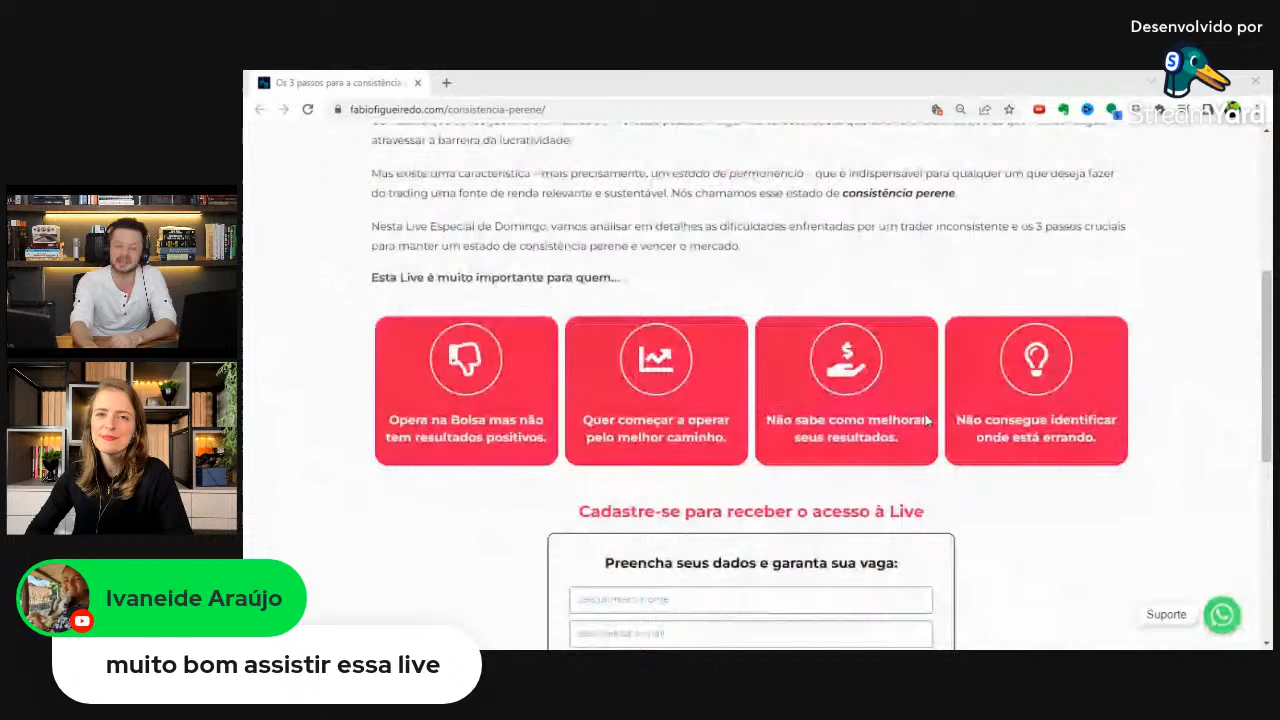 Desenvolvido por
StreamYard
Os 3 passos para a consistência
fabiofigueiredo.com/consistencia-perene/
atravessar a barreira da lucratividade.
Mas existe uma característica – mais precisamente, um estado de permanência – que é indispensável para qualquer um que deseja fazer
do trading uma fonte de renda relevante e sustentável. Nós chamamos esse estado de consistência perene.
Nesta Live Especial de Domingo, vamos analisar em detalhes as dificuldades enfrentadas por um trader inconsistente e os 3 passos cruciais
para manter um estado de consistência perene e vencer o mercado.
Esta Live é muito importante para quem...
Opera na Bolsa mas não
tem resultados positivos.
Quer começar a operar
pelo melhor caminho.
Não sabe como melhorar
seus resultados.
Não consegue identificar
onde está errando.
Cadastre-se para receber o acesso à Live
Preencha seus dados e garanta sua vaga:
Suporte
Ivaneide Araújo
muito bom assistir essa live